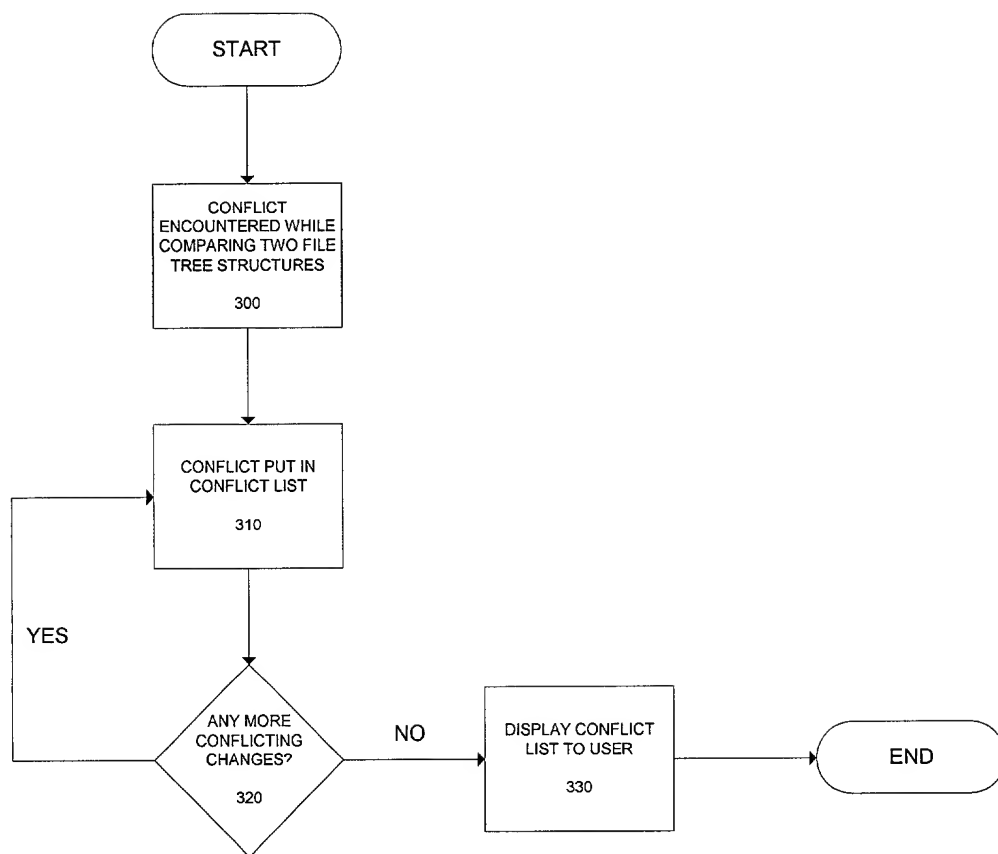 START
CONFLICT
ENCOUNTERED WHILE
COMPARING TWO FILE
TREE STRUCTURES
300
CONFLICT PUT IN
CONFLICT LIST
310
YES
ANY MORE
CONFLICTING
CHANGES?
320
NO
DISPLAY CONFLICT
LIST TO USER
330
END